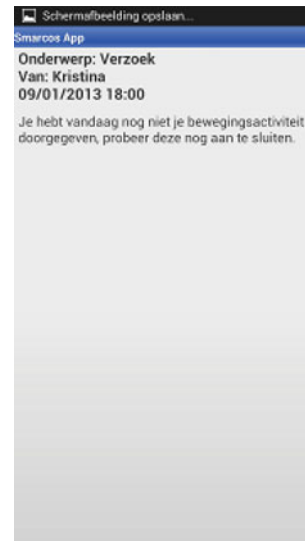 Schermafbeelding opslaan...
Smarcos App
Onderwerp: Verzoek
Van: Kristina
09/01/2013 18:00
Je hebt vandaag nog niet je bewegingsactiviteit
doorgegeven, probeer deze nog aan te sluiten.